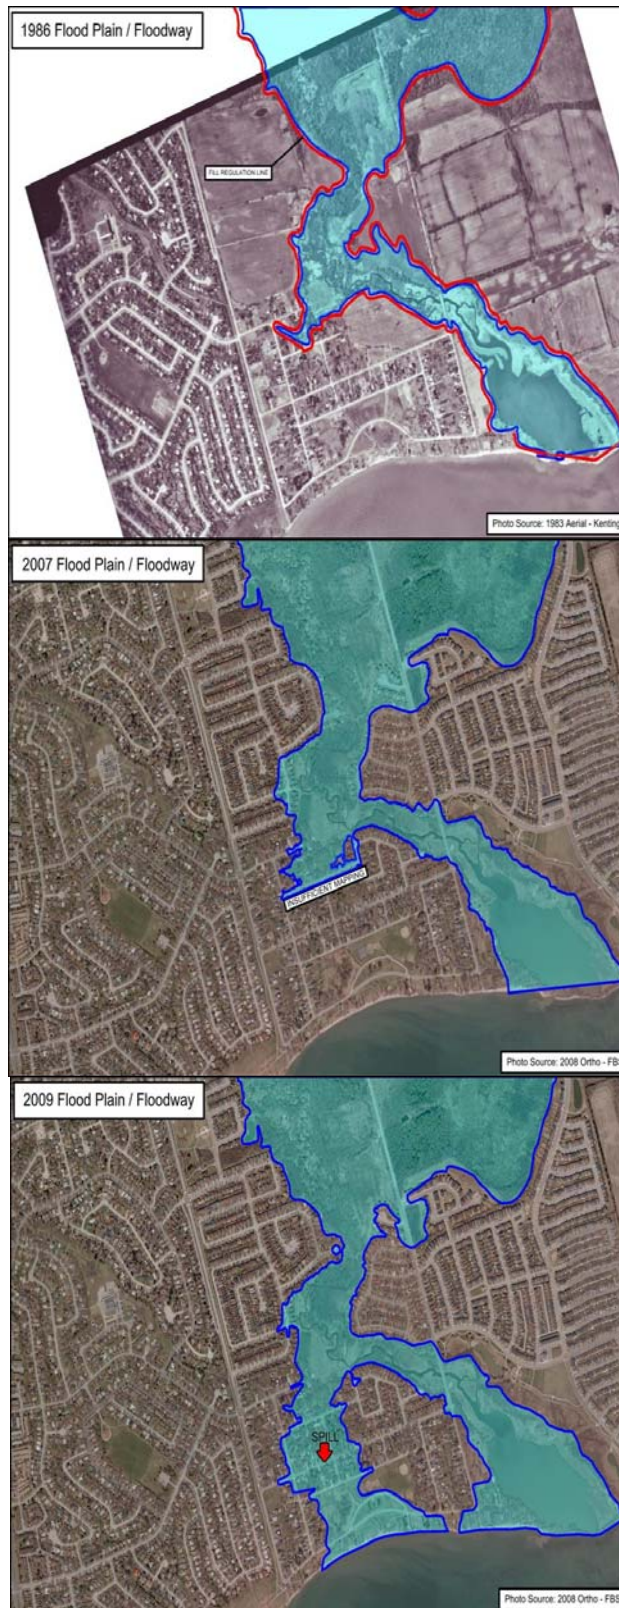 1986 Flood Plain / Floodway
FILL REGULATION LINE
Photo Source: 1983 Aerial - Kenting
2007 Flood Plain / Floodway
INSUFFICIENT MAPPING
Photo Source: 2008 Ortho - FBS
2009 Flood Plain / Floodway
SPILL
Photo Source: 2008 Ortho - FBS